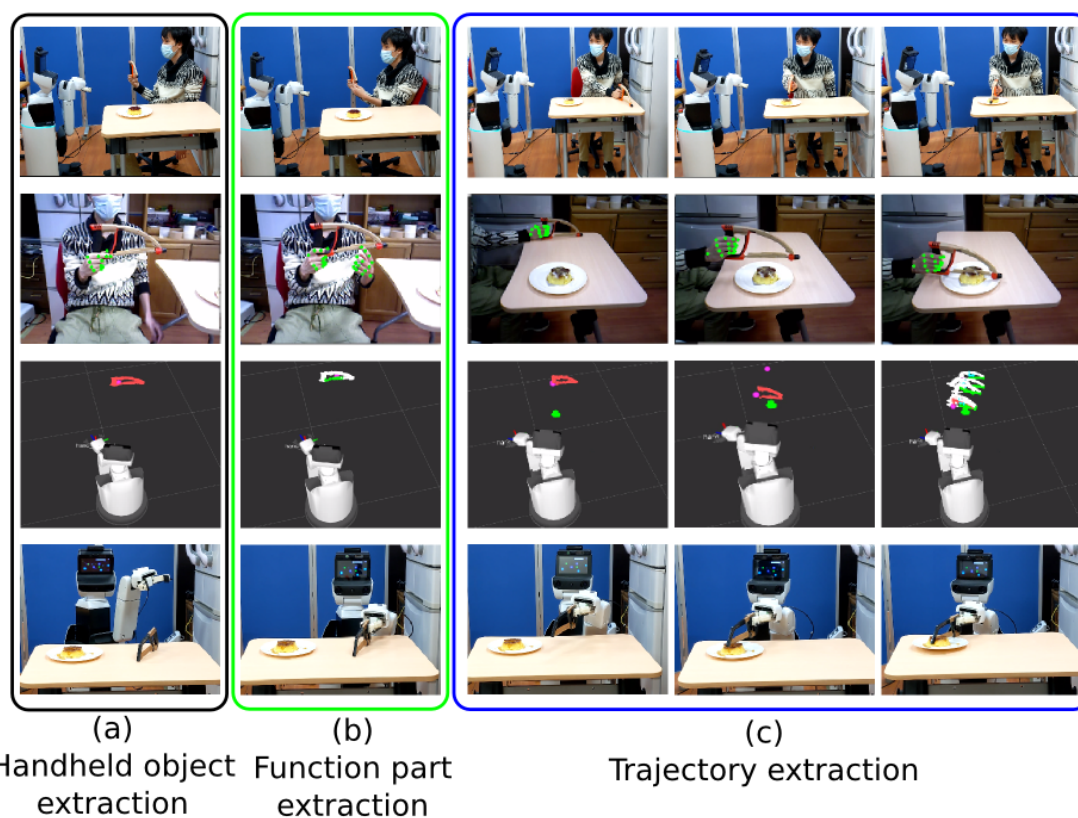 (a)
Handheld object
extraction
(b)
Function part
extraction
(c)
Trajectory extraction